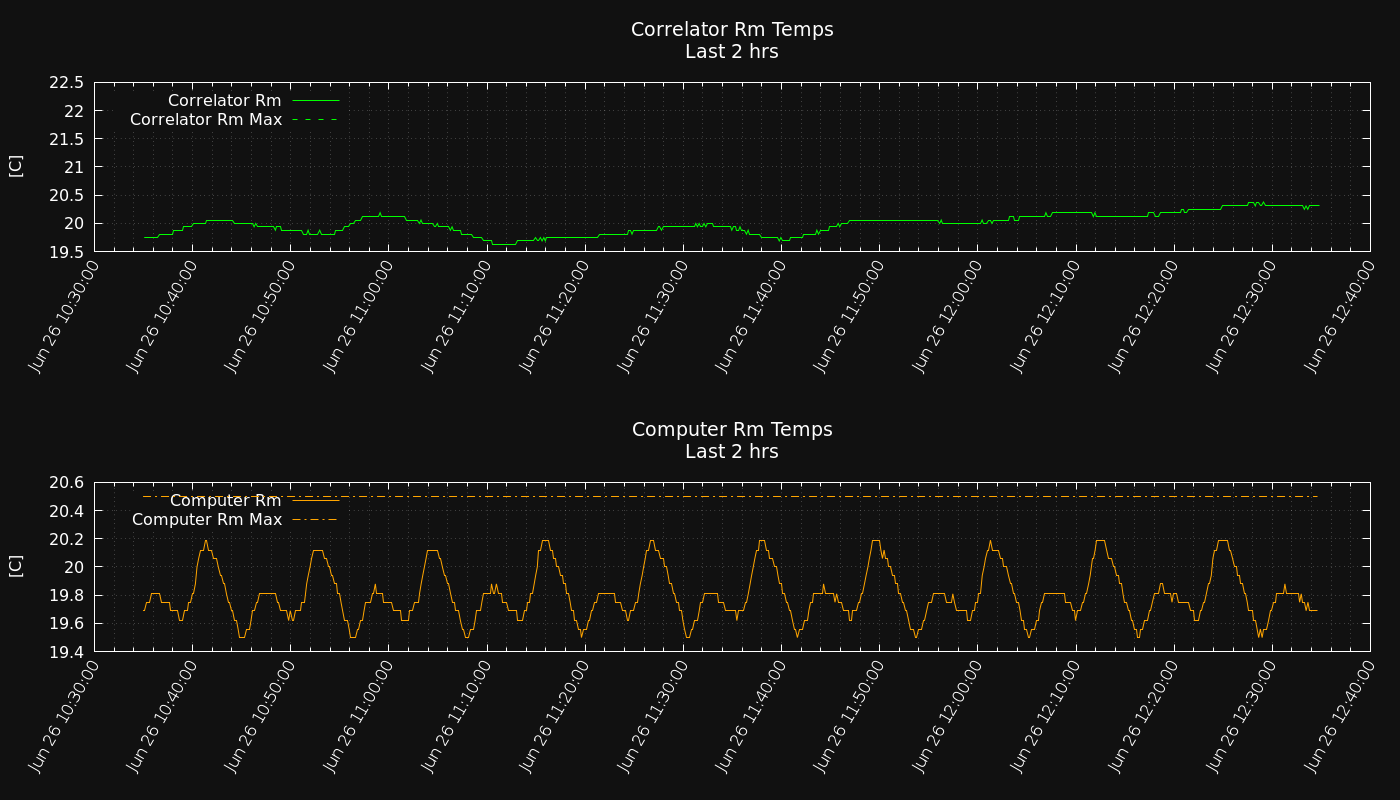 Correlator Rm Temps
Last 2 hrs
22.5
22
21.5
21
20.5
20
19.5
[C]
Correlator Rm
Correlator Rm Max
Jun 26 10:30:00
Jun 26 10:40:00
Jun 26 10:50:00
Jun 26 11:00:00
Jun 26 11:10:00
Jun 26 11:20:00
Jun 26 11:30:00
Jun 26 11:40:00
Jun 26 11:50:00
Jun 26 12:00:00
Jun 26 12:10:00
Jun 26 12:20:00
Jun 26 12:30:00
Jun 26 12:40:00
Computer Rm Temps
Last 2 hrs
20.6
20.4
20.2
20
19.8
19.6
19.4
[C]
Computer Rm
Computer Rm Max
Jun 26 10:30:00
Jun 26 10:40:00
Jun 26 10:50:00
Jun 26 11:00:00
Jun 26 11:10:00
Jun 26 11:20:00
Jun 26 11:30:00
Jun 26 11:40:00
Jun 26 11:50:00
Jun 26 12:00:00
Jun 26 12:10:00
Jun 26 12:20:00
Jun 26 12:30:00
Jun 26 12:40:00